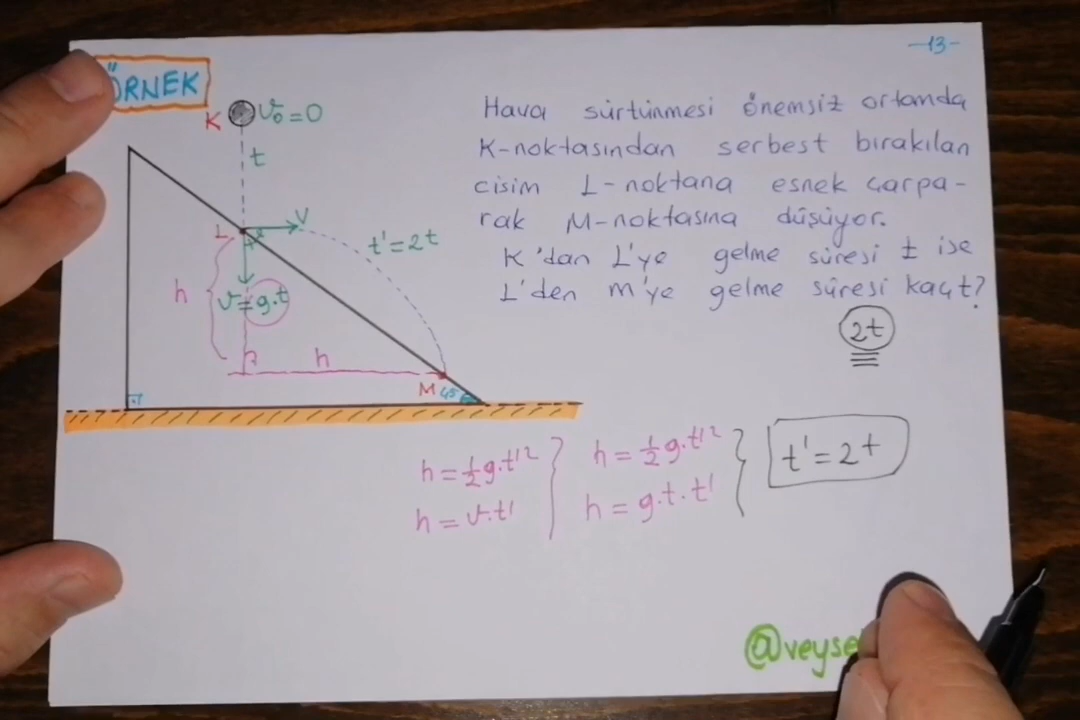 ÖRNEK
-13-
K
v₀=0
t
L
V
t'=2t
h
v=g.t
h
M
45
Hava sürtünmesi önemsiz ortamda
K-noktasından serbest bırakılan
cisim L-noktana esnek çarpa-
rak M-noktasına düşüyor.
K'dan L'ye gelme süresi t ise
L'den m'ye gelme süresi kaçt?
2t
h=½g.t'²
h=v.t'
h=½g.t'²
h=g.t.t'
t'=2t
@veyse